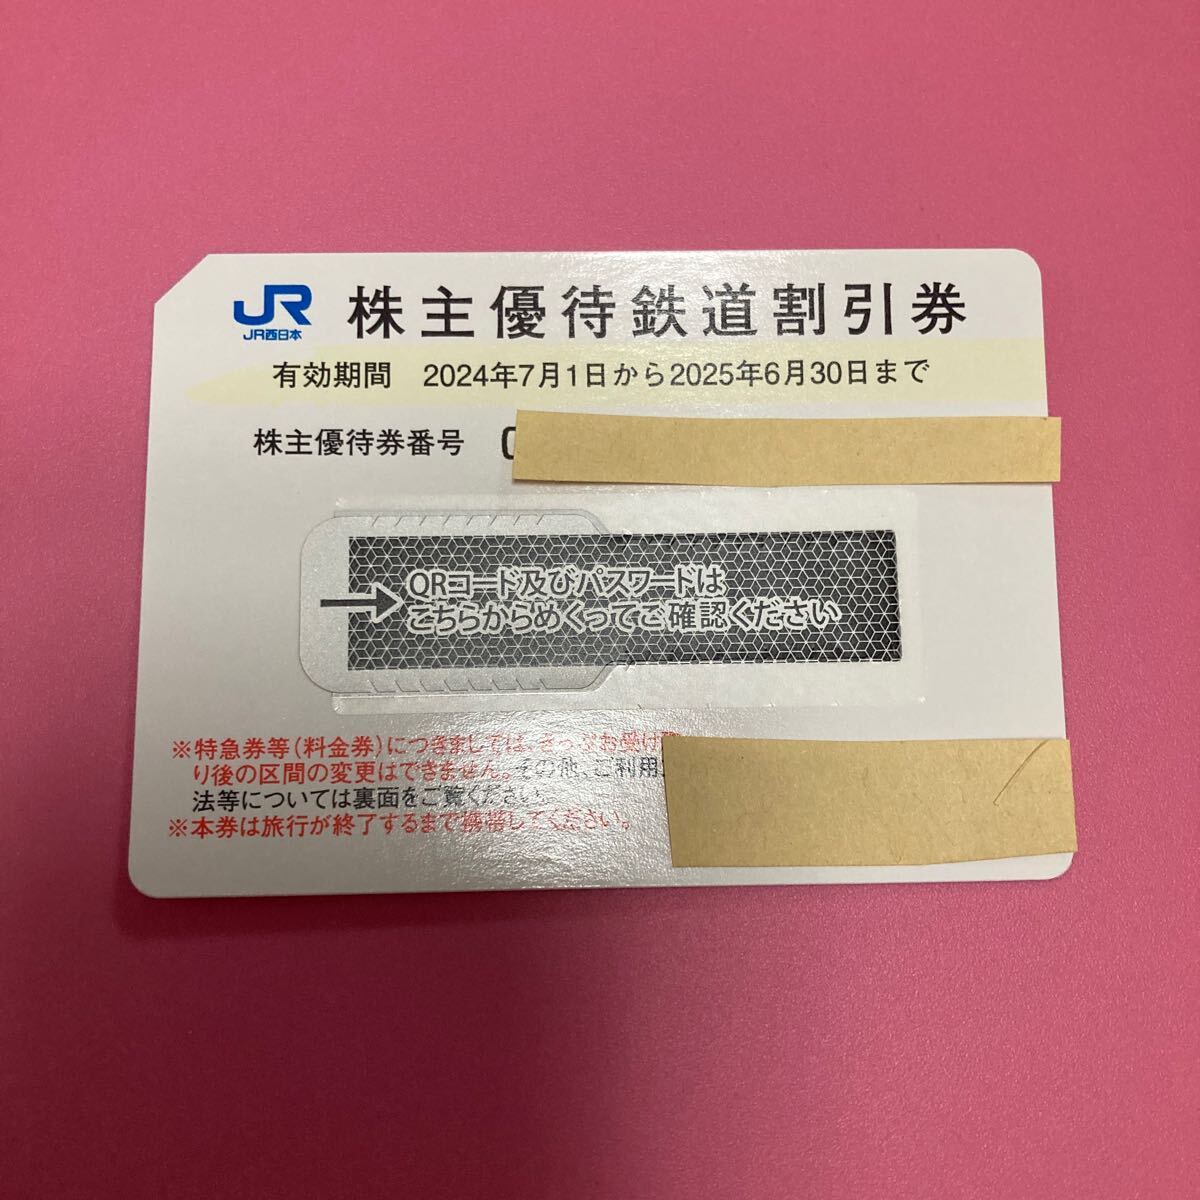 JR
JR西日本
株主優待鉄道割引券
有効期間 2024年7月1日から2025年6月30日まで
株主優待券番号
QRコード及びパスワードは
こちらからめくってご確認ください
※特急券等(料金券)につきましては、きっぷお受け取
り後の区間の変更はできません。その他、ご利用
法等については裏面をご覧ください。
※本券は旅行が終了するまで携帯してください。